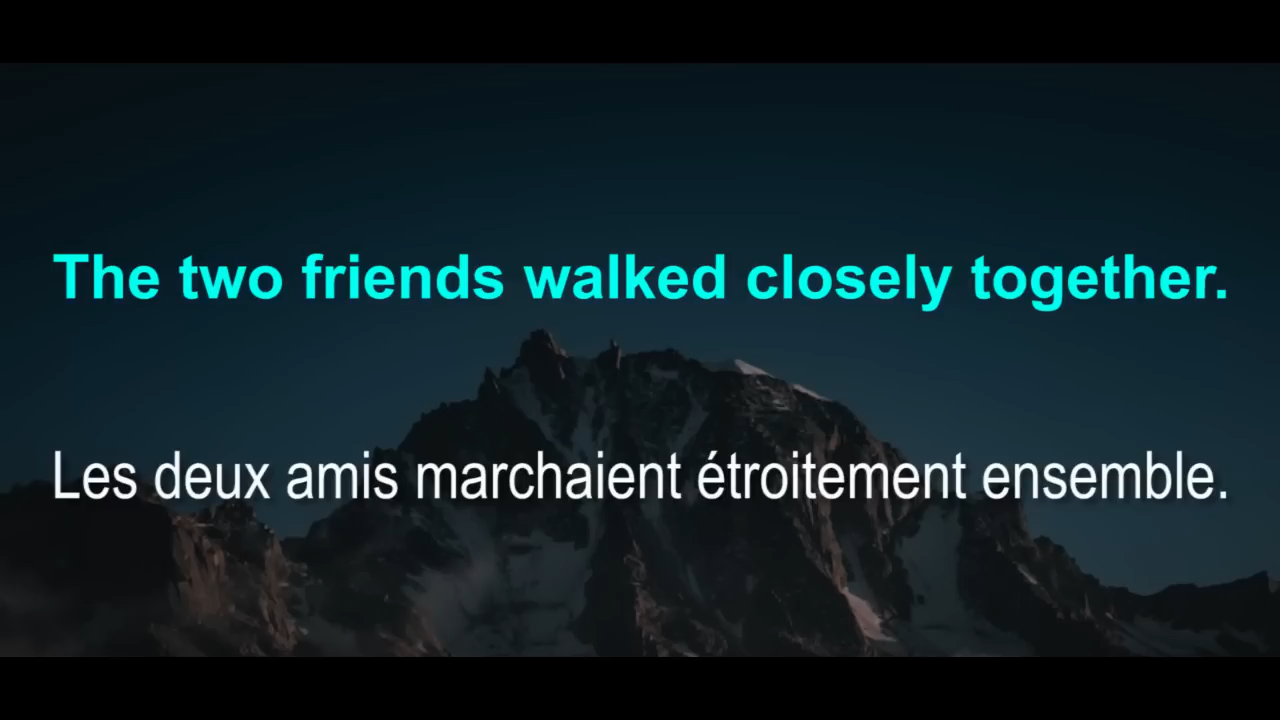 The two friends walked closely together.
Les deux amis marchaient étroitement ensemble.